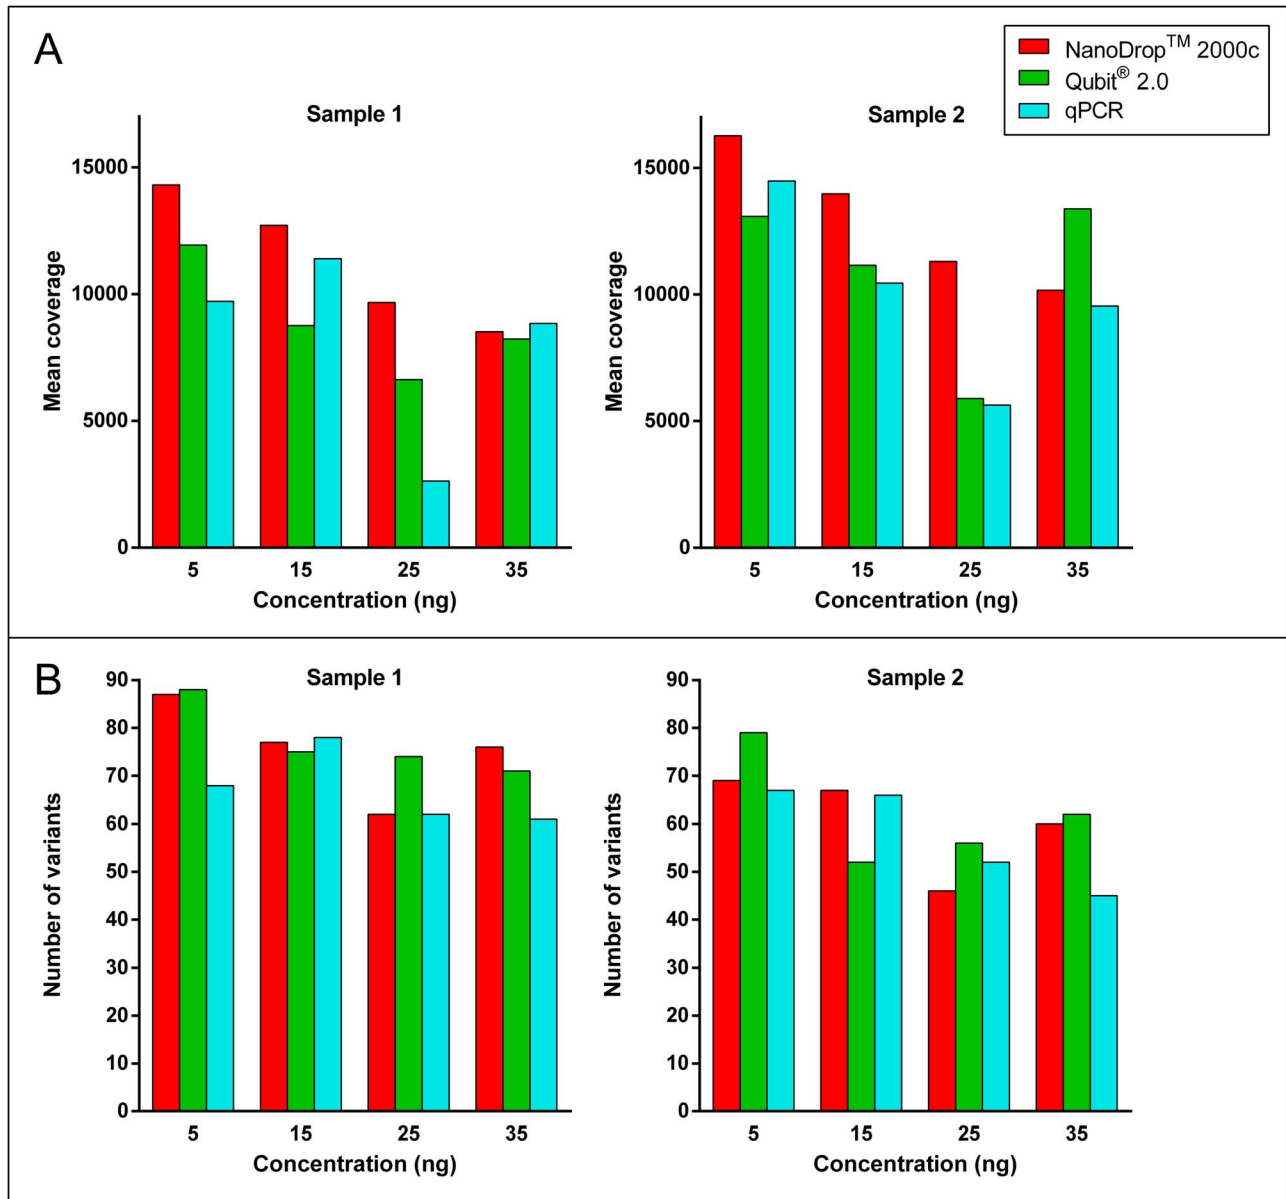 A
NanoDrop™ 2000c
Qubit® 2.0
qPCR
Sample 1
Mean coverage
15000
10000
5000
0
5 15 25 35
Concentration (ng)
Sample 2
Mean coverage
15000
10000
5000
0
5 15 25 35
Concentration (ng)
B
Sample 1
Number of variants
90
80
70
60
50
40
30
20
10
0
5 15 25 35
Concentration (ng)
Sample 2
Number of variants
90
80
70
60
50
40
30
20
10
0
5 15 25 35
Concentration (ng)